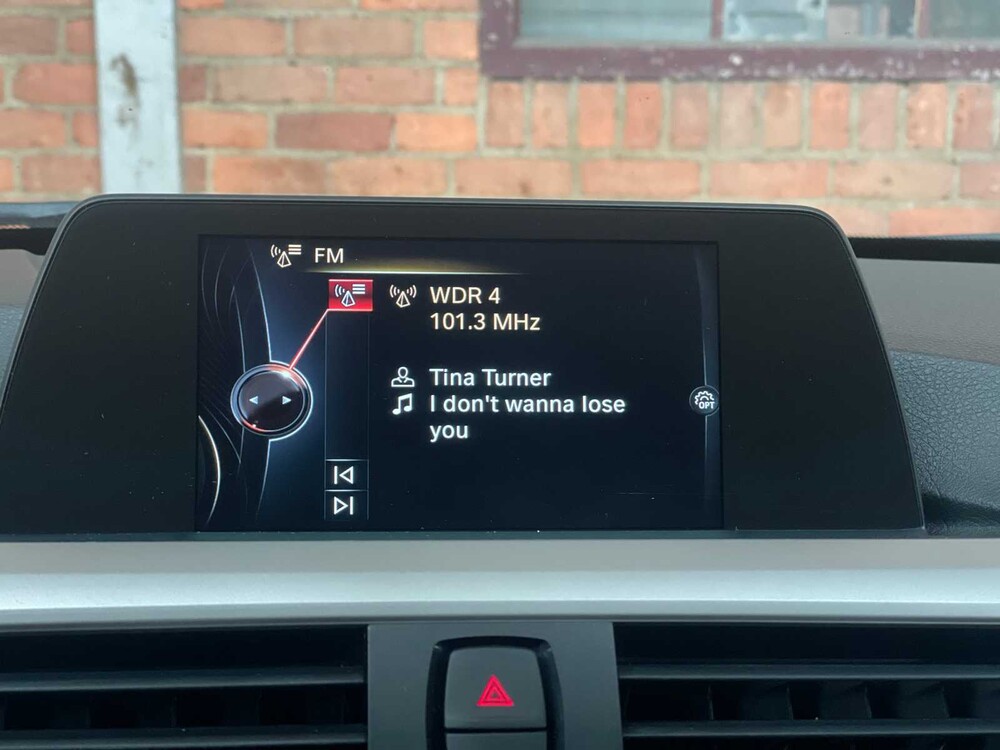 FM
WDR 4
101.3 MHz
Tina Turner
I don't wanna lose
you
OPT